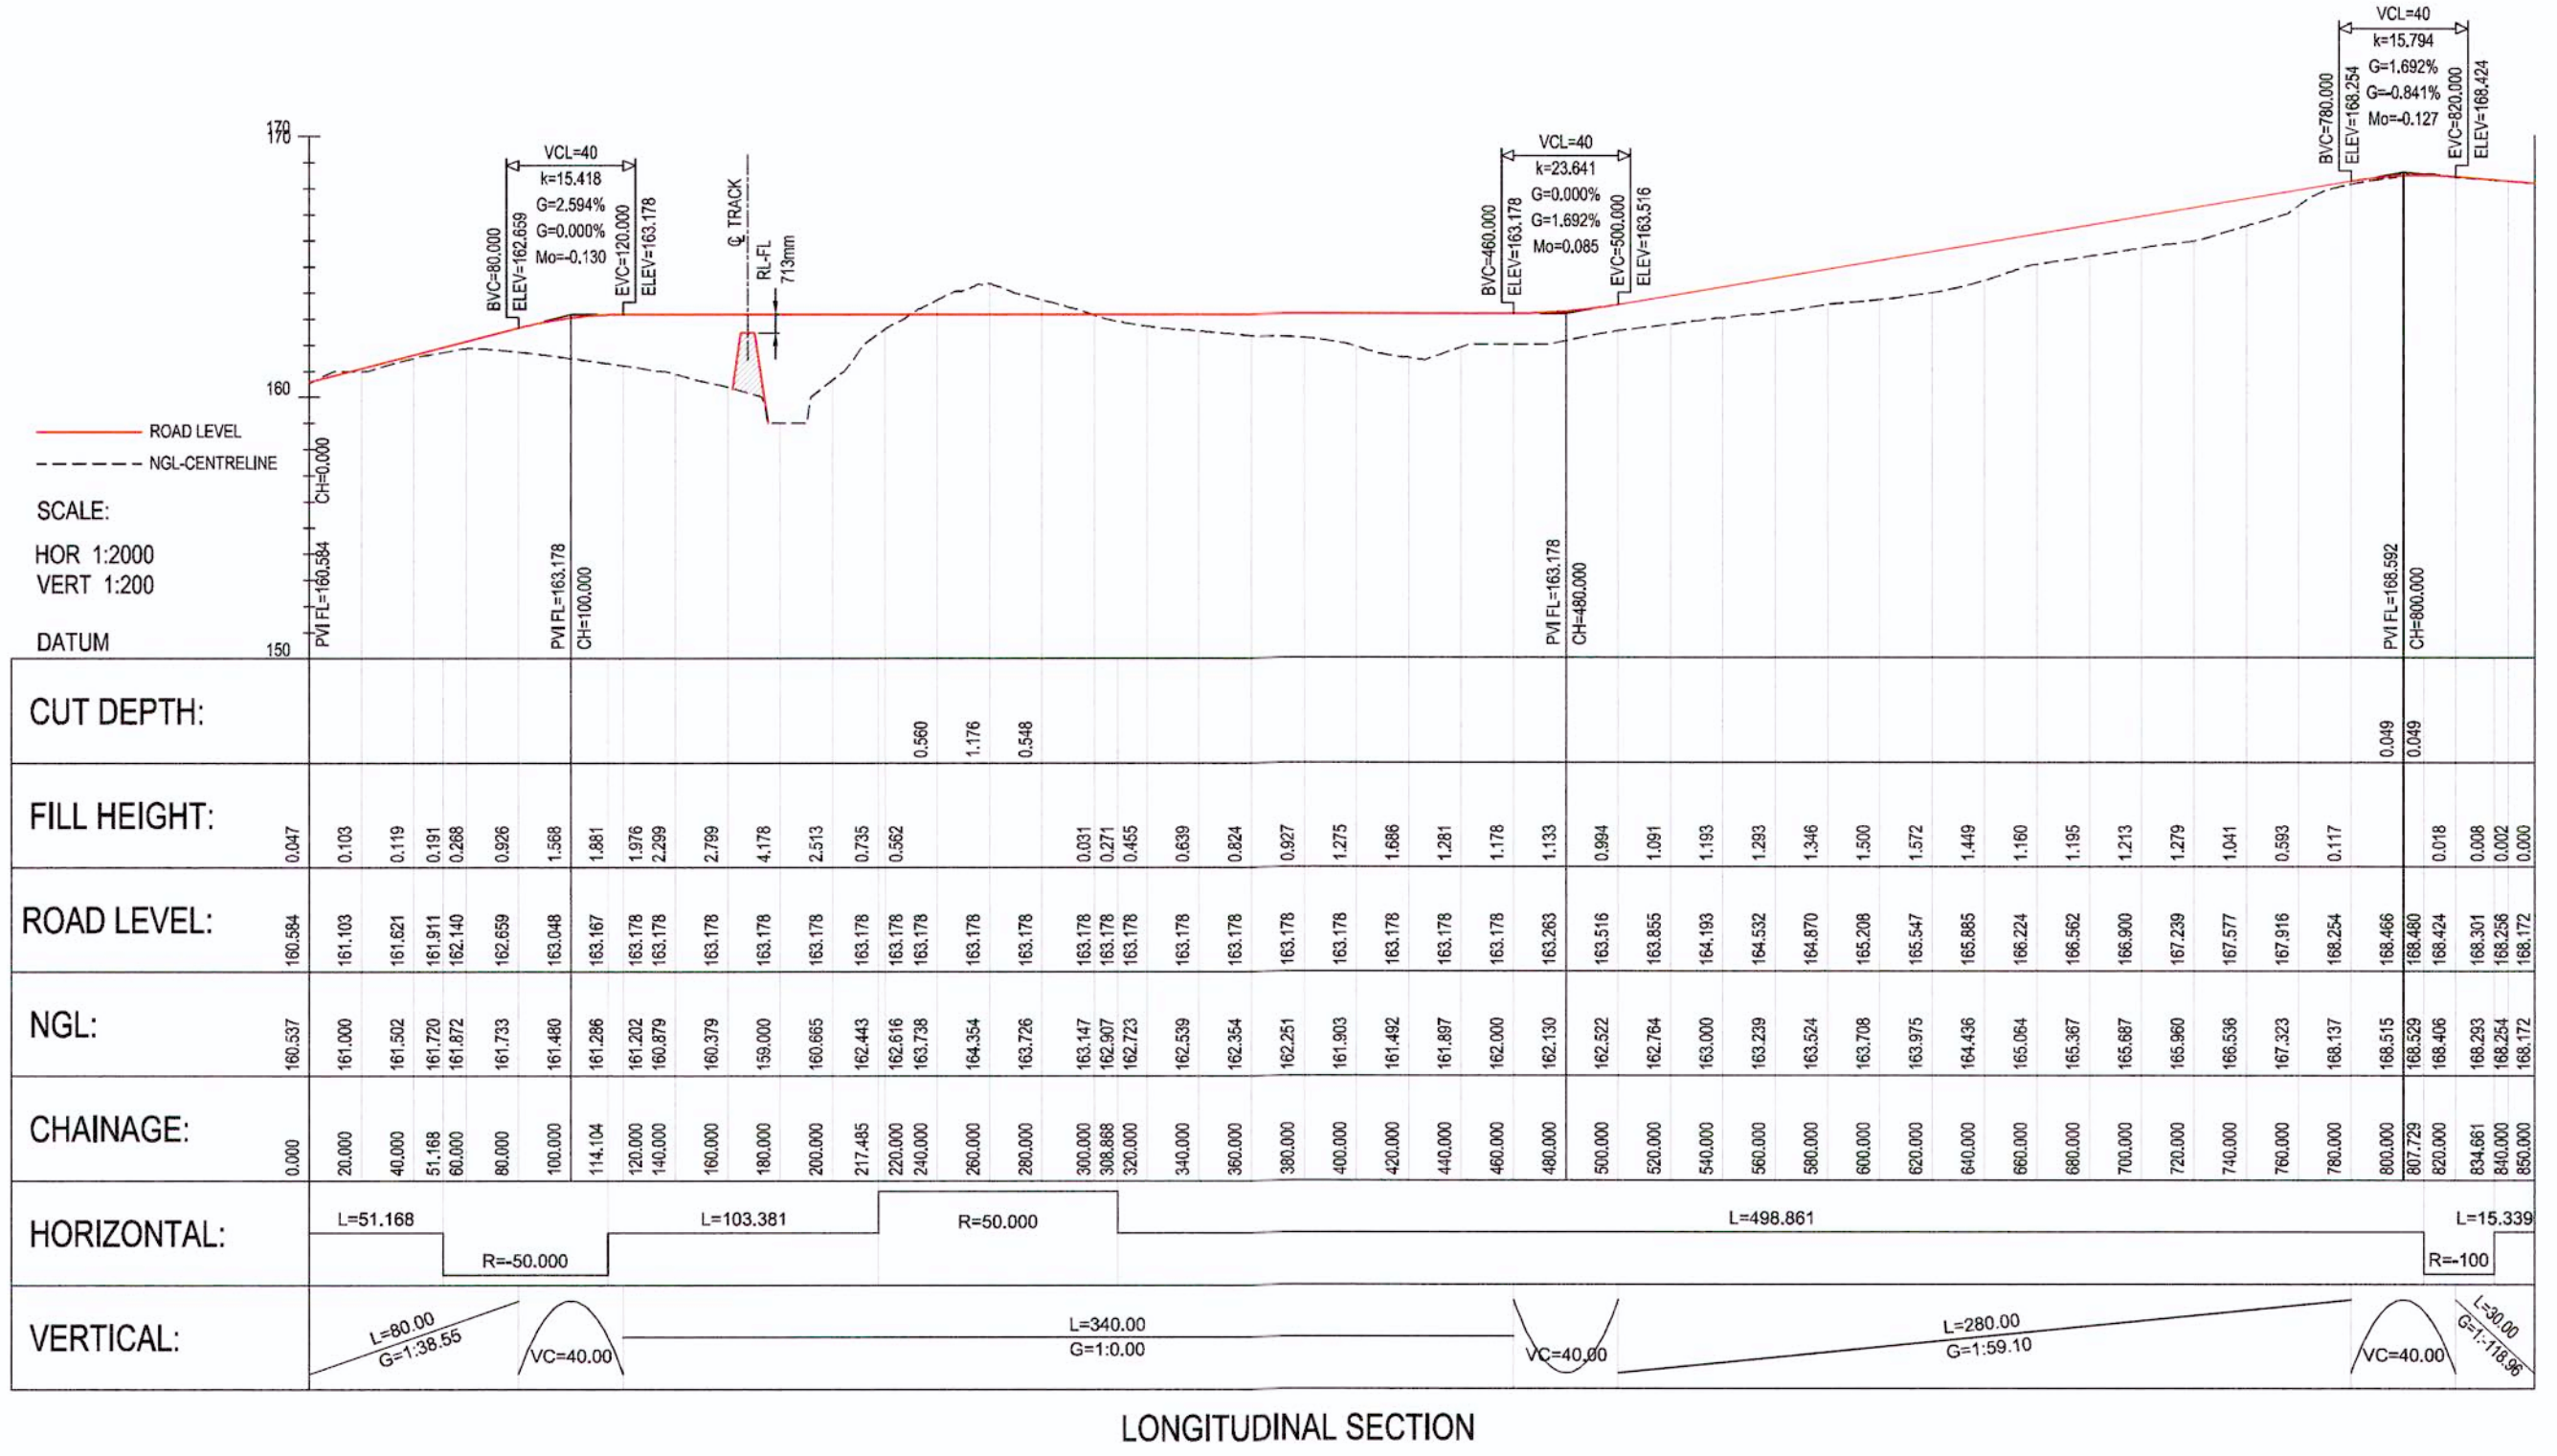 VCL=40
k=15.794
G=1.692%
G=-0.841%
Mo=-0.127
BVC=780.000
ELEV=168.254
EVC=820.000
ELEV=168.424
170
170
VCL=40
k=15.418
G=2.594%
G=0.000%
Mo=-0.130
BVC=80.000
ELEV=162.659
EVC=120.000
ELEV=163.178
℄ TRACK
RL-FL
713mm
VCL=40
k=23.641
G=0.000%
G=1.692%
Mo=0.085
BVC=460.000
ELEV=163.178
EVC=500.000
ELEV=163.516
160
ROAD LEVEL
NGL-CENTRELINE
SCALE:
HOR 1:2000
VERT 1:200
DATUM
150
PVI FL=160.584
CH=0.000
PVI FL=163.178
CH=100.000
PVI FL=163.178
CH=480.000
PVI FL=168.592
CH=800.000
CUT DEPTH:
0.560 1.176 0.548 0.049 0.049
FILL HEIGHT:
0.047 0.103 0.119 0.191 0.268 0.926 1.568 1.881 1.976 2.299 2.799 4.178 2.513 0.735 0.562 0.031 0.271 0.455 0.639 0.824 0.927 1.275 1.686 1.281 1.178 1.133 0.994 1.091 1.193 1.293 1.346 1.500 1.572 1.449 1.160 1.195 1.213 1.279 1.041 0.593 0.117 0.018 0.008 0.002 0.000
ROAD LEVEL:
160.584 161.103 161.621 161.911 162.140 162.659 163.048 163.167 163.178 163.178 163.178 163.178 163.178 163.178 163.178 163.178 163.178 163.178 163.178 163.178 163.178 163.178 163.178 163.178 163.178 163.178 163.178 163.178 163.263 163.516 163.855 164.193 164.532 164.870 165.208 165.547 165.885 166.224 166.562 166.900 167.239 167.577 167.916 168.254 168.466 168.480 168.424 168.301 168.256 168.172
NGL:
160.537 161.000 161.502 161.720 161.872 161.733 161.480 161.286 161.202 160.879 160.379 159.000 160.665 162.443 162.616 163.738 164.354 163.726 163.147 162.907 162.723 162.539 162.354 162.251 161.903 161.492 161.897 162.000 162.130 162.522 162.764 163.000 163.239 163.524 163.708 163.975 164.436 165.064 165.367 165.687 165.960 166.536 167.323 168.137 168.515 168.529 168.406 168.293 168.254 168.172
CHAINAGE:
0.000 20.000 40.000 51.168 60.000 80.000 100.000 114.104 120.000 140.000 160.000 180.000 200.000 217.485 220.000 240.000 260.000 280.000 300.000 308.868 320.000 340.000 360.000 380.000 400.000 420.000 440.000 460.000 480.000 500.000 520.000 540.000 560.000 580.000 600.000 620.000 640.000 660.000 680.000 700.000 720.000 740.000 760.000 780.000 800.000 807.729 820.000 834.661 840.000 850.000
HORIZONTAL:
L=51.168
R=-50.000
L=103.381
R=50.000
L=498.861
R=-100
L=15.339
VERTICAL:
L=80.00
G=1:38.55
VC=40.00
L=340.00
G=1:0.00
VC=40.00
L=280.00
G=1:59.10
VC=40.00
L=30.00
G=1:-118.96
LONGITUDINAL SECTION